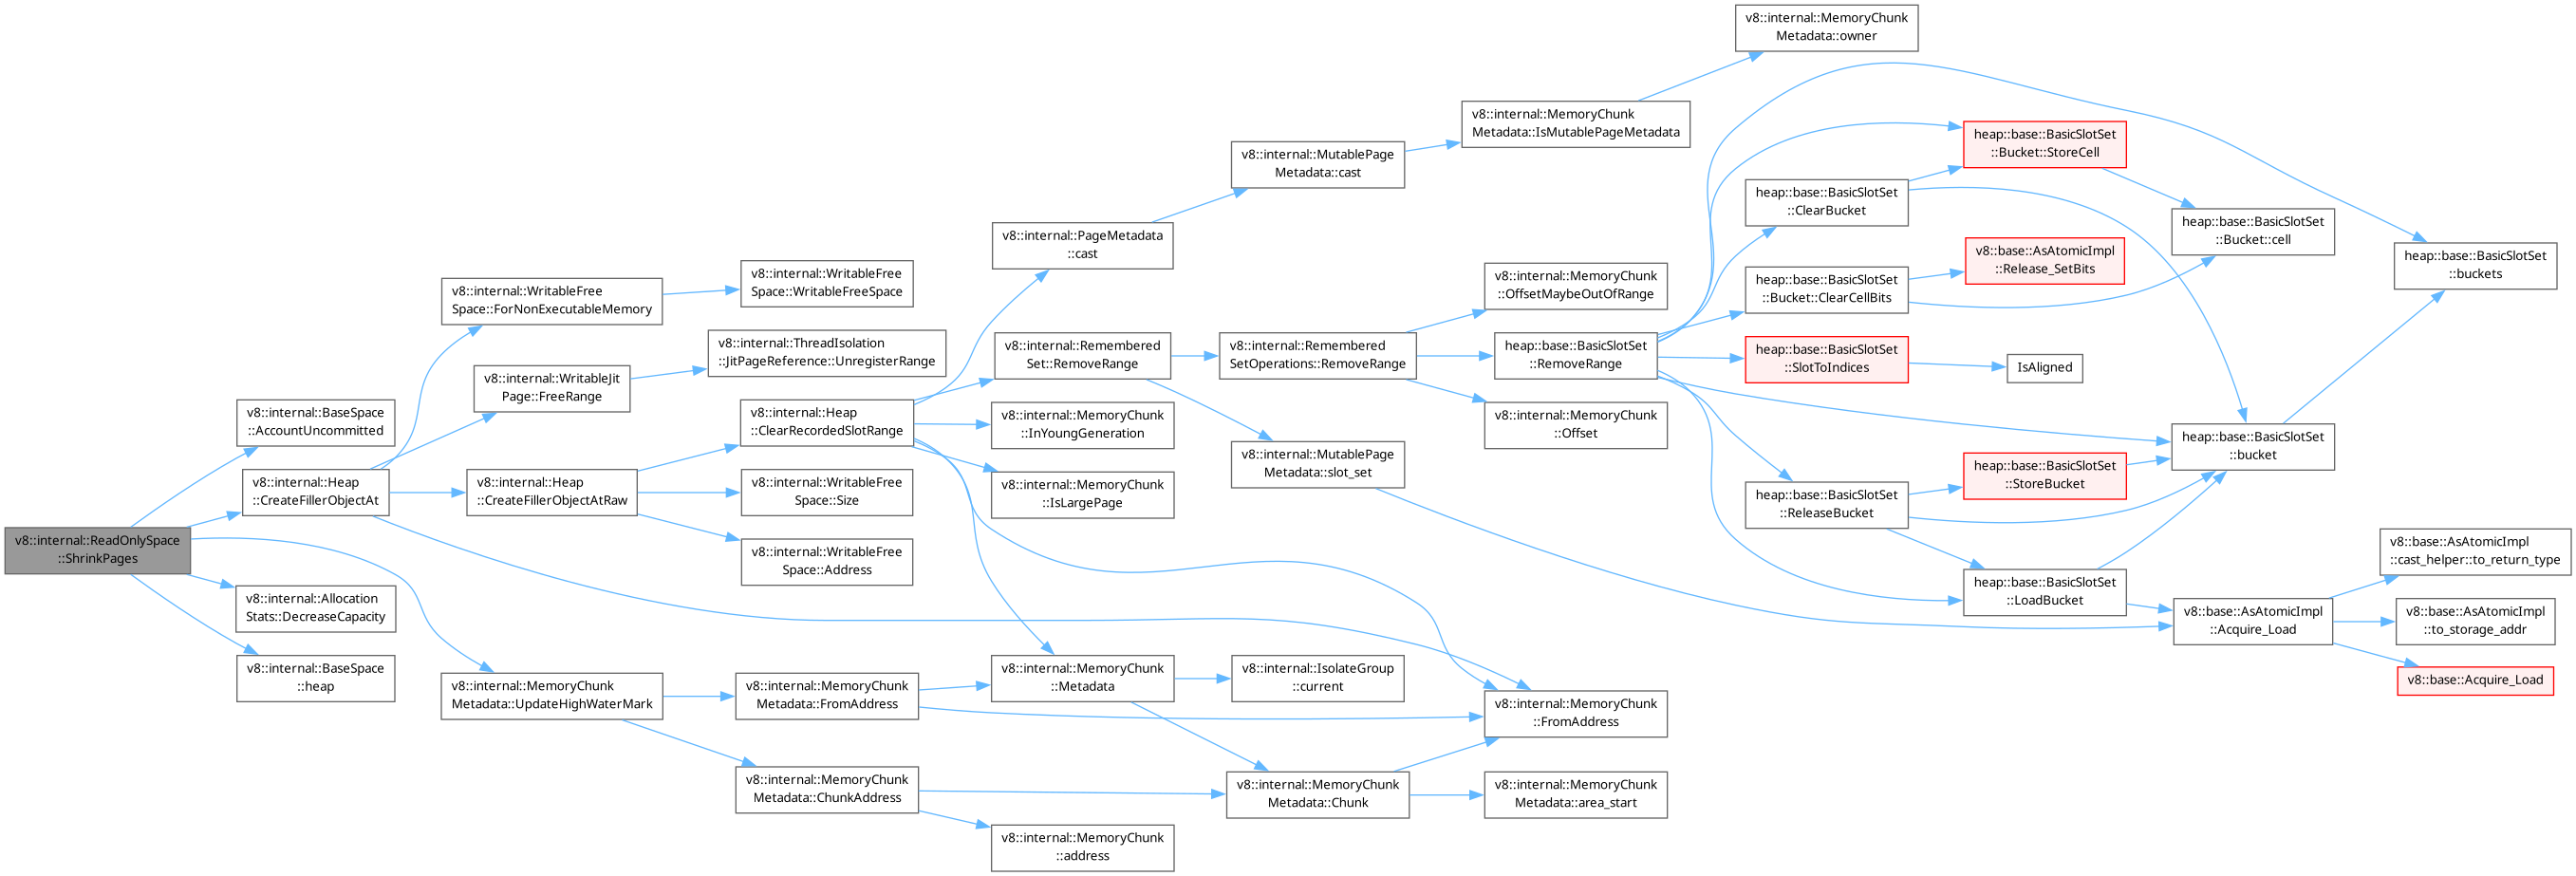 v8::internal::ReadOnlySpace
::ShrinkPages
v8::internal::BaseSpace
::AccountUncommitted
v8::internal::Heap
::CreateFillerObjectAt
v8::internal::Allocation
Stats::DecreaseCapacity
v8::internal::BaseSpace
::heap
v8::internal::WritableFree
Space::ForNonExecutableMemory
v8::internal::WritableJit
Page::FreeRange
v8::internal::Heap
::CreateFillerObjectAtRaw
v8::internal::MemoryChunk
Metadata::UpdateHighWaterMark
v8::internal::WritableFree
Space::WritableFreeSpace
v8::internal::ThreadIsolation
::JitPageReference::UnregisterRange
v8::internal::Heap
::ClearRecordedSlotRange
v8::internal::WritableFree
Space::Size
v8::internal::WritableFree
Space::Address
v8::internal::MemoryChunk
Metadata::FromAddress
v8::internal::MemoryChunk
Metadata::ChunkAddress
v8::internal::PageMetadata
::cast
v8::internal::Remembered
Set::RemoveRange
v8::internal::MemoryChunk
::InYoungGeneration
v8::internal::MemoryChunk
::IsLargePage
v8::internal::MemoryChunk
::Metadata
v8::internal::MemoryChunk
::address
v8::internal::MutablePage
Metadata::cast
v8::internal::Remembered
SetOperations::RemoveRange
v8::internal::MutablePage
Metadata::slot_set
v8::internal::IsolateGroup
::current
v8::internal::MemoryChunk
Metadata::Chunk
v8::internal::MemoryChunk
Metadata::IsMutablePageMetadata
v8::internal::MemoryChunk
::OffsetMaybeOutOfRange
heap::base::BasicSlotSet
::RemoveRange
v8::internal::MemoryChunk
::Offset
v8::internal::MemoryChunk
::FromAddress
v8::internal::MemoryChunk
Metadata::area_start
v8::internal::MemoryChunk
Metadata::owner
heap::base::BasicSlotSet
::ClearBucket
heap::base::BasicSlotSet
::Bucket::ClearCellBits
heap::base::BasicSlotSet
::SlotToIndices
heap::base::BasicSlotSet
::ReleaseBucket
heap::base::BasicSlotSet
::Bucket::StoreCell
v8::base::AsAtomicImpl
::Release_SetBits
IsAligned
heap::base::BasicSlotSet
::StoreBucket
heap::base::BasicSlotSet
::LoadBucket
heap::base::BasicSlotSet
::Bucket::cell
heap::base::BasicSlotSet
::bucket
v8::base::AsAtomicImpl
::Acquire_Load
heap::base::BasicSlotSet
::buckets
v8::base::AsAtomicImpl
::cast_helper::to_return_type
v8::base::AsAtomicImpl
::to_storage_addr
v8::base::Acquire_Load